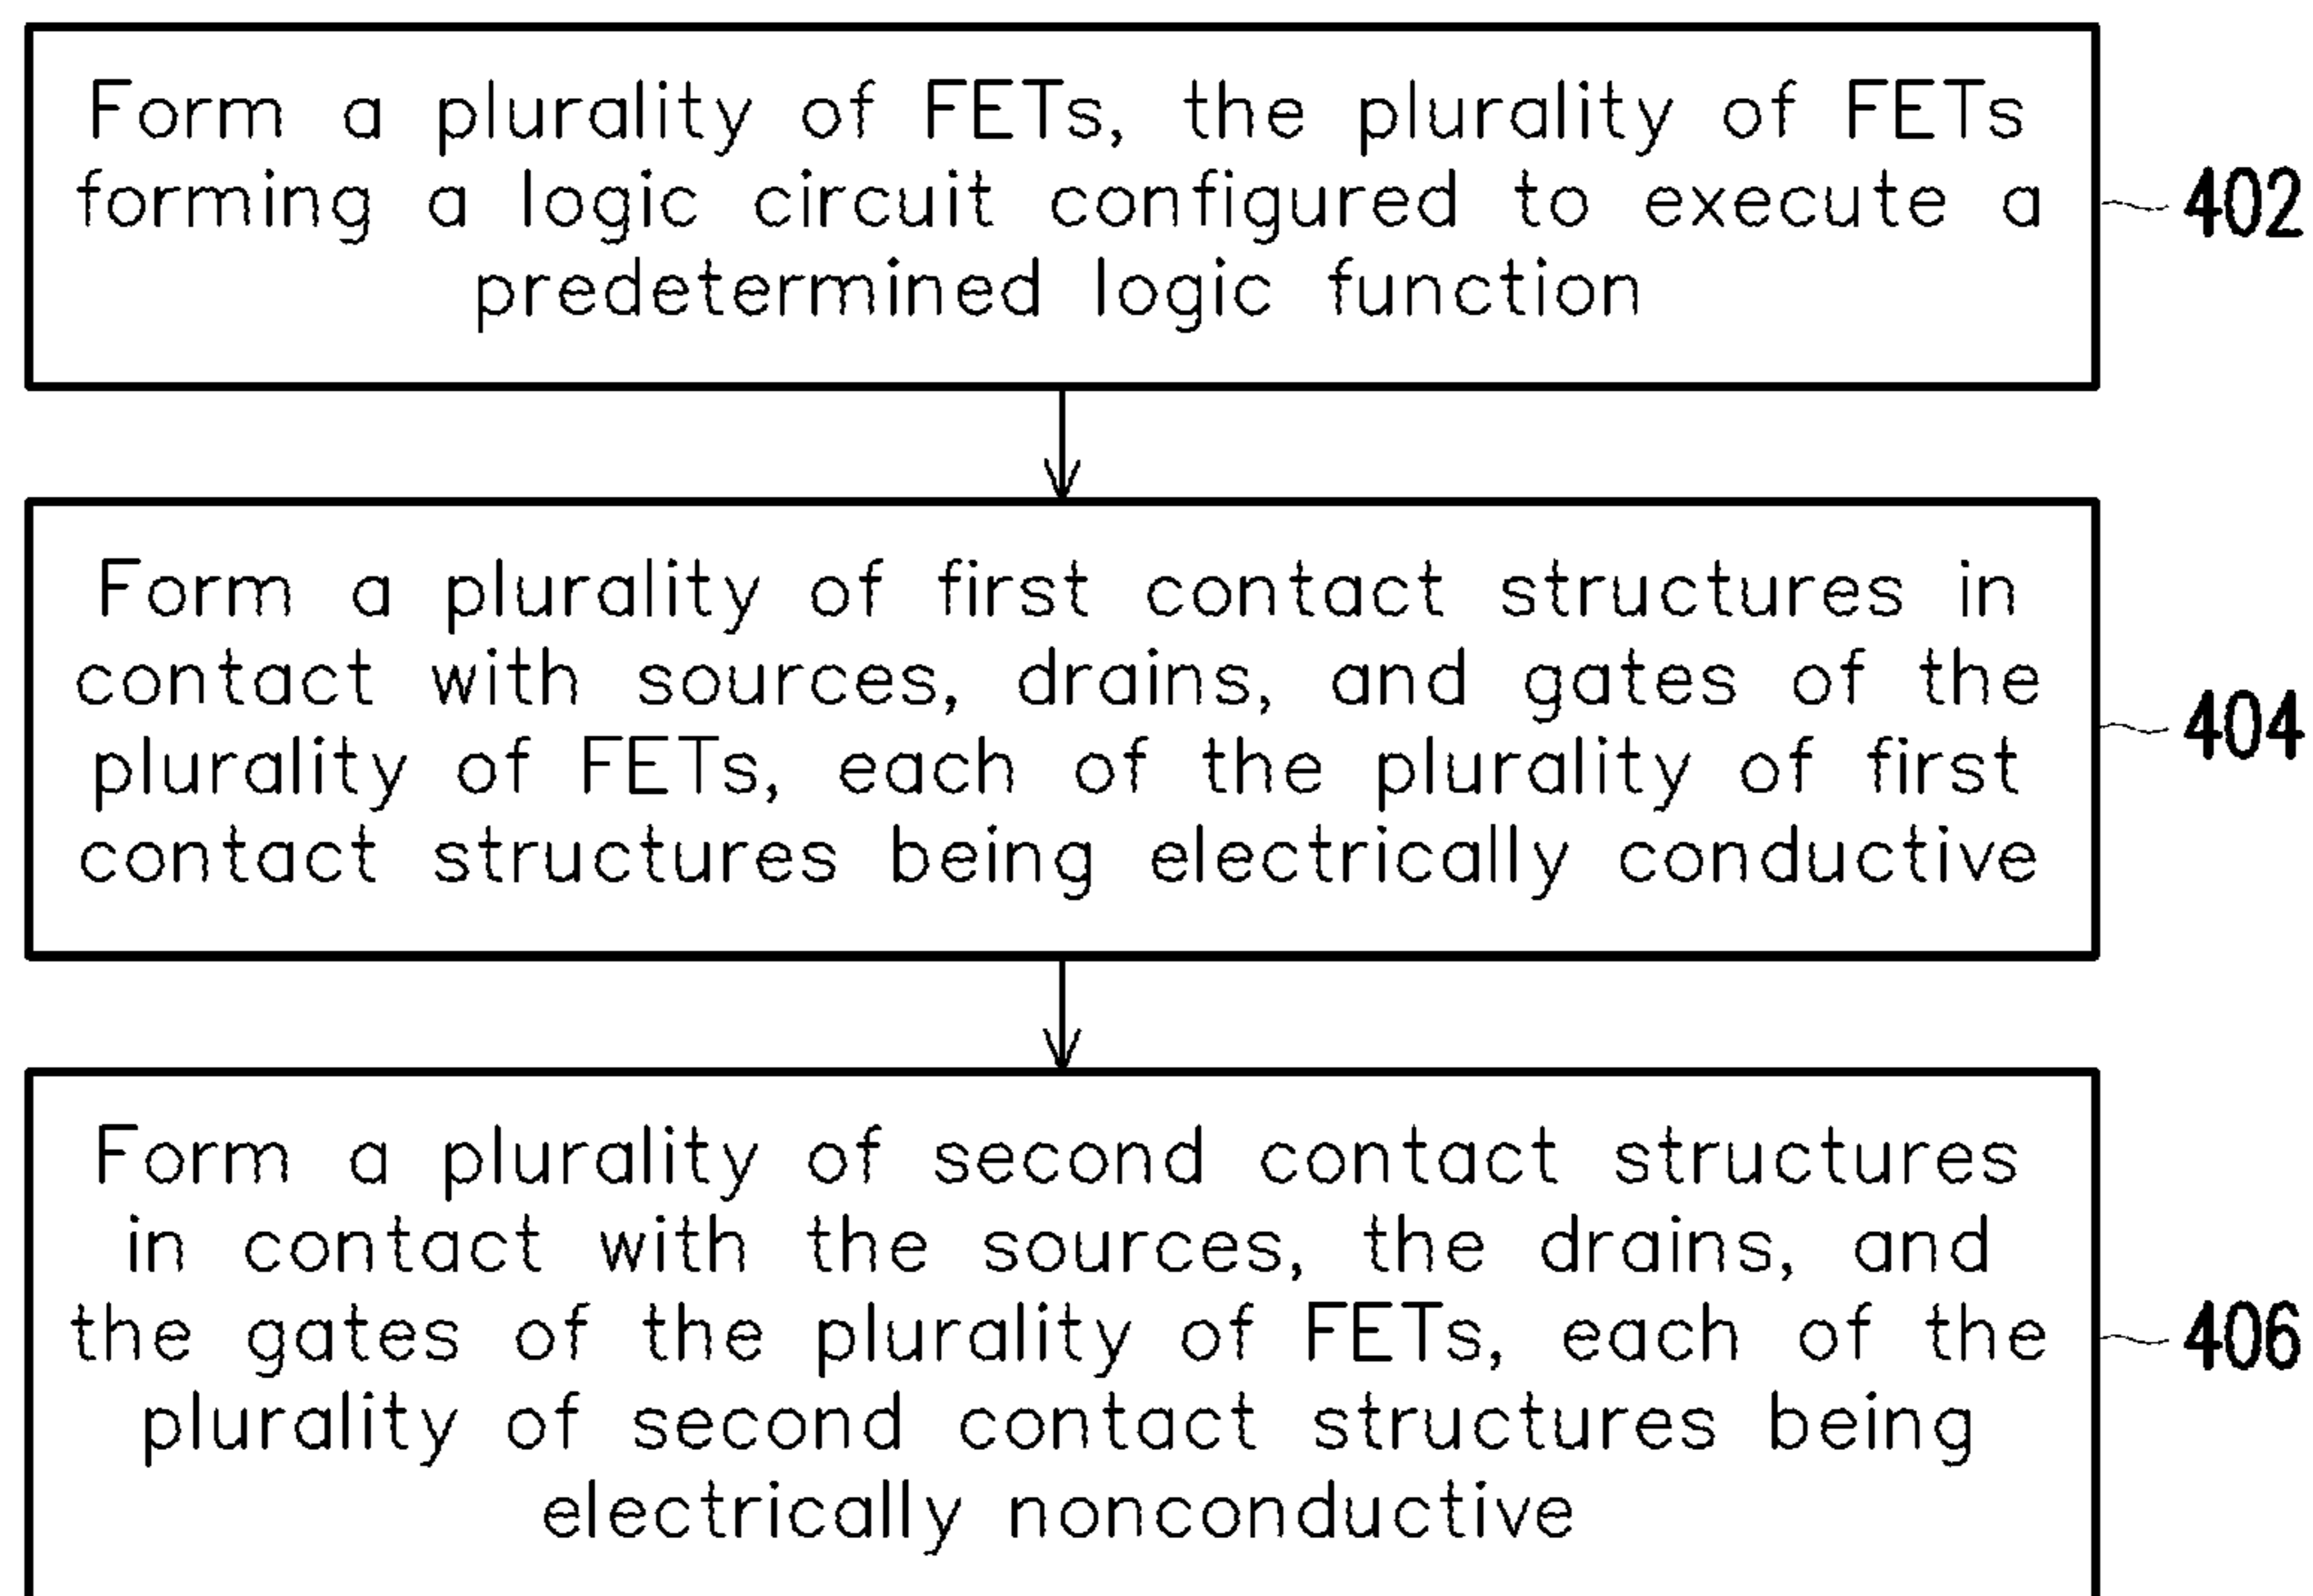 Form a plurality of FETs, the plurality of FETs
forming a logic circuit configured to execute a
predetermined logic function
402
Form a plurality of first contact structures in
contact with sources, drains, and gates of the
plurality of FETs, each of the plurality of first
contact structures being electrically conductive
404
Form a plurality of second contact structures
in contact with the sources, the drains, and
the gates of the plurality of FETs, each of the
plurality of second contact structures being
electrically nonconductive
406